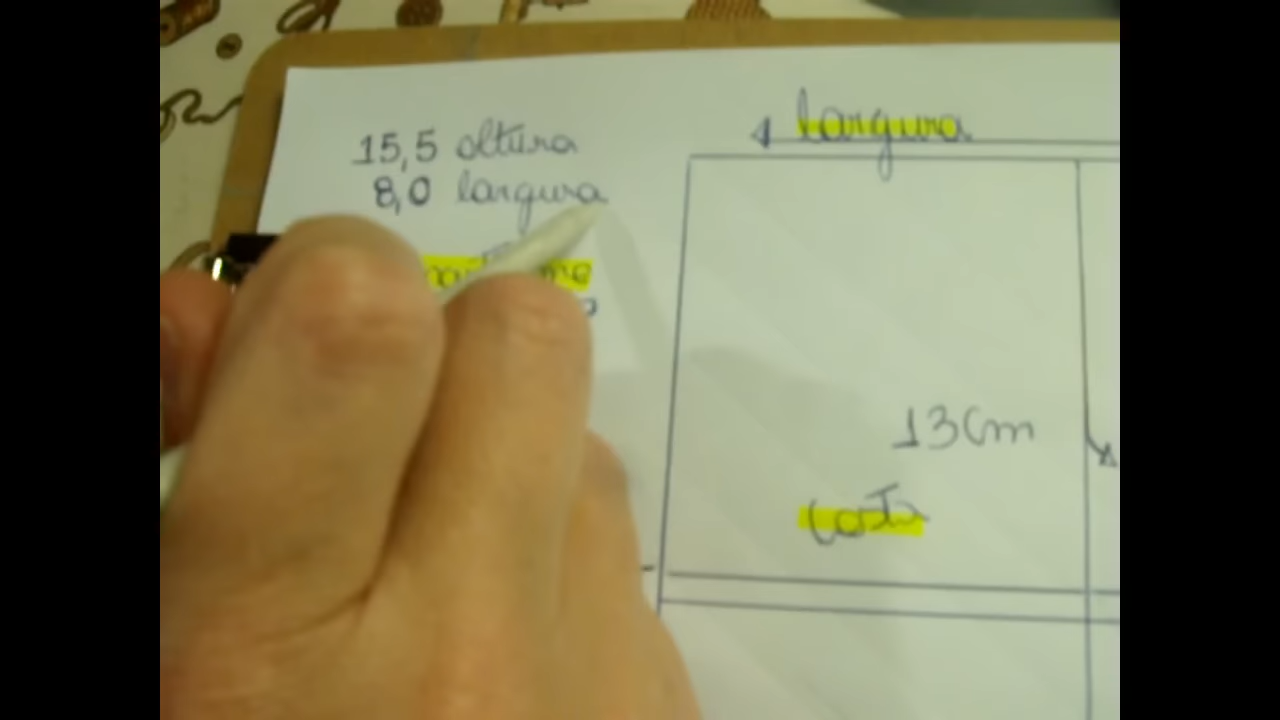 15,5 altura
8,0 largura
largura
13cm
costa